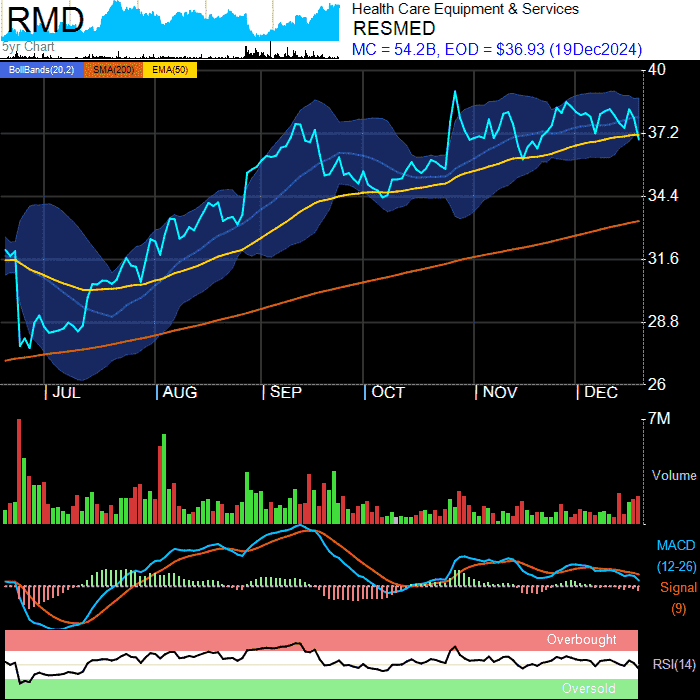 RMD
5yr Chart
Health Care Equipment & Services
RESMED
MC = 54.2B, EOD = $36.93 (19Dec2024)
BollBands(20,2) SMA(200) EMA(50)
40
37.2
34.4
31.6
28.8
26
| JUL | AUG | SEP | OCT | NOV | DEC
7M
Volume
MACD
(12-26)
Signal
(9)
Overbought
RSI(14)
Oversold